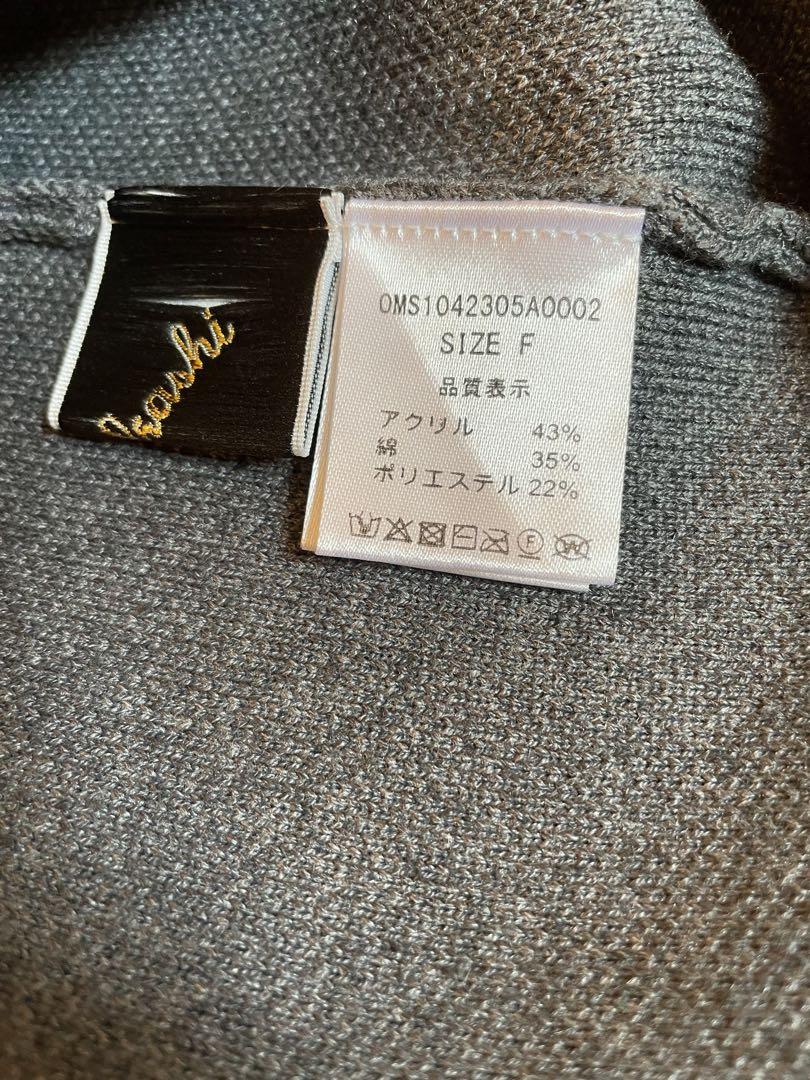 OMS1042305A0002
SIZE F
品質表示
アクリル 43%
綿 35%
ポリエステル 22%
F
W